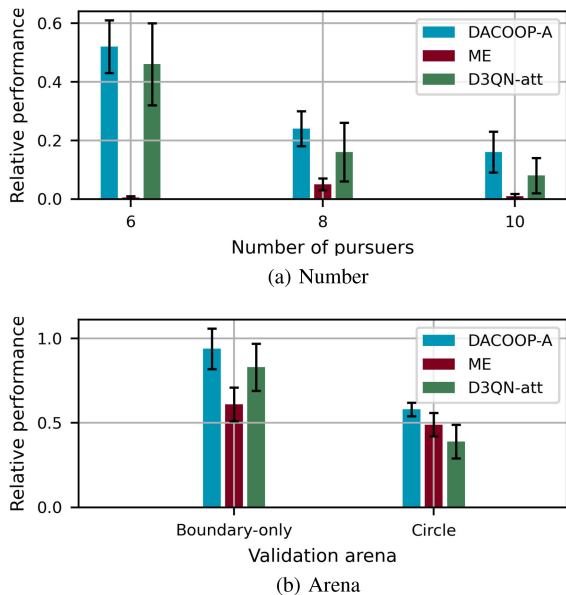 Relative performance
0.6
0.4
0.2
0.0
DACOOP-A
ME
D3QN-att
6
8
10
Number of pursuers
(a) Number
Relative performance
1.0
0.5
0.0
DACOOP-A
ME
D3QN-att
Boundary-only
Circle
Validation arena
(b) Arena